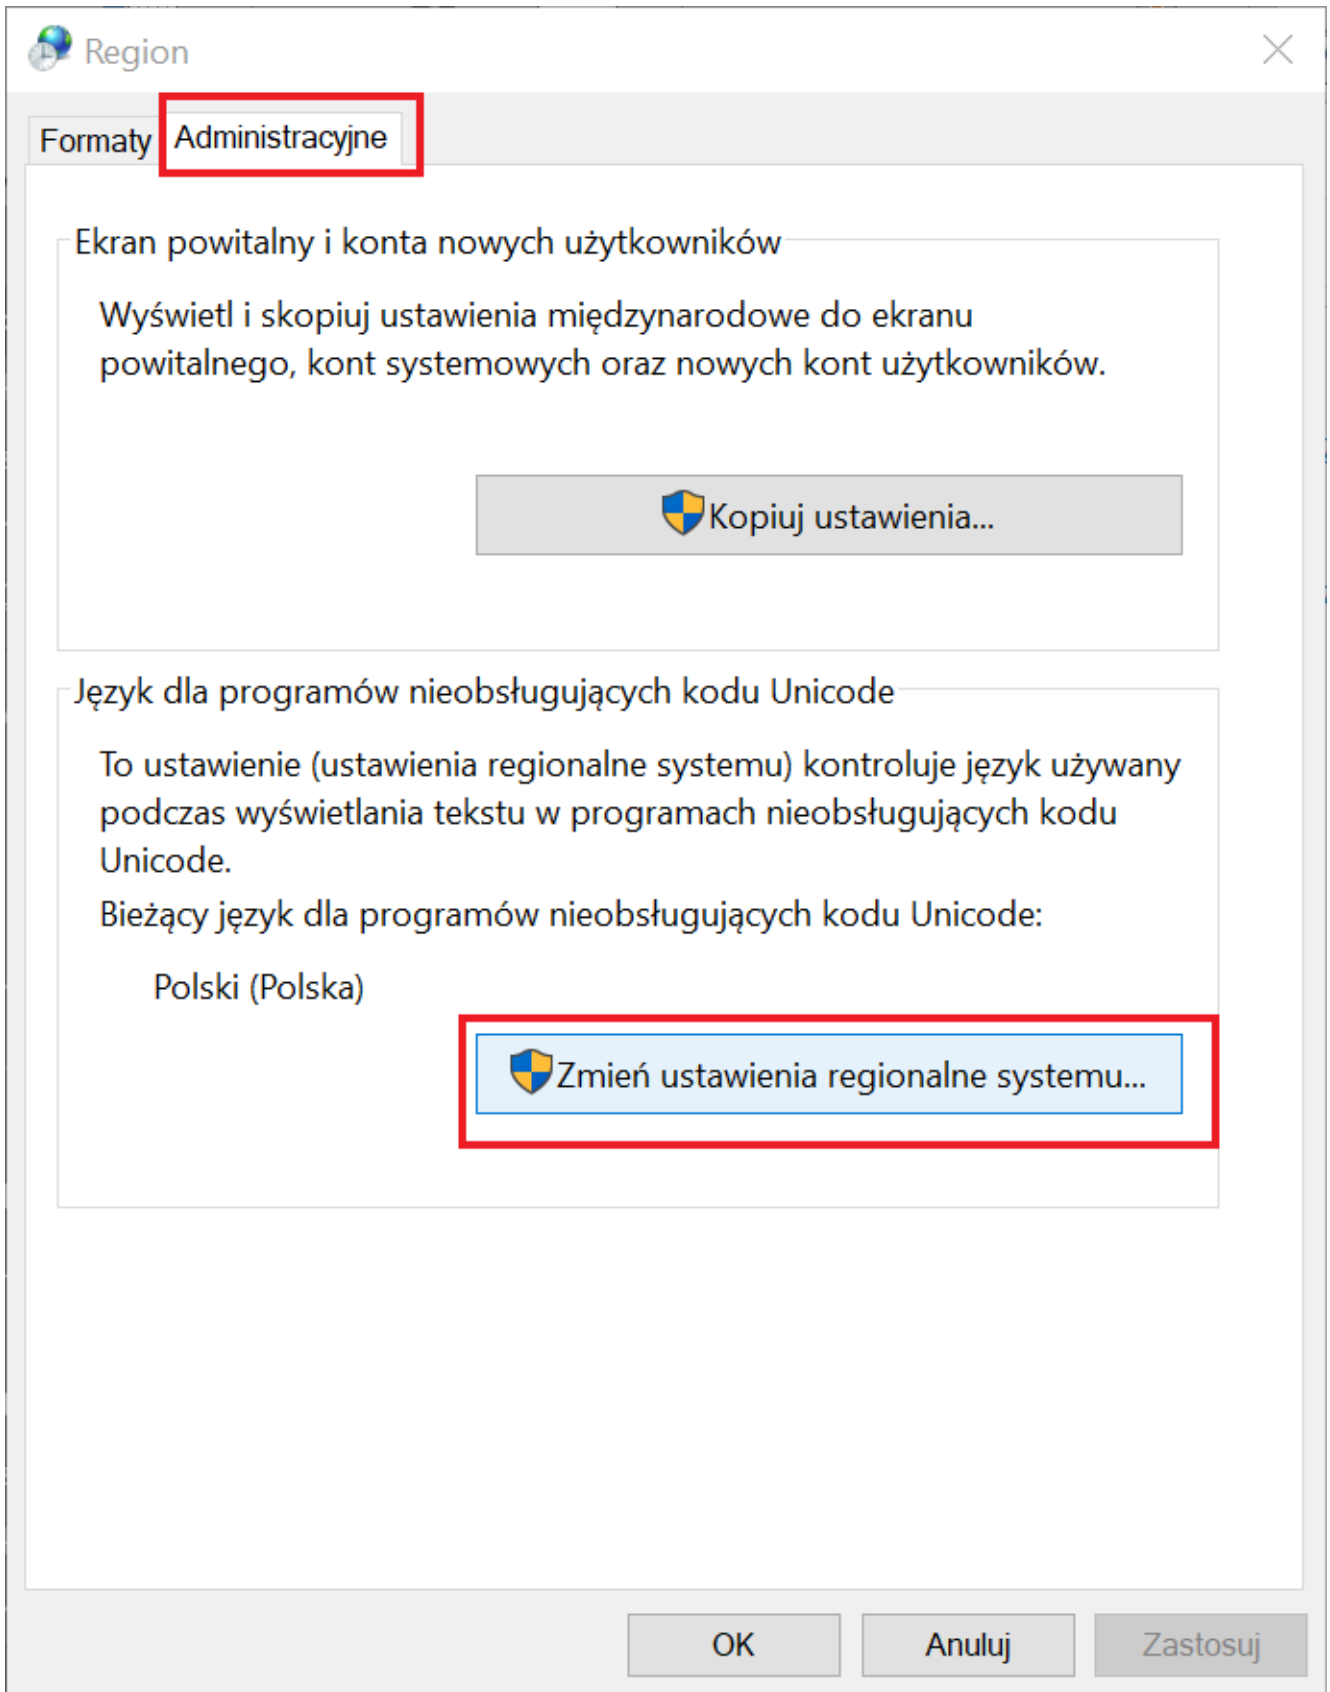 Region
Formaty
Administracyjne
Ekran powitalny i konta nowych użytkowników
Wyświetl i skopiuj ustawienia międzynarodowe do ekranu
powitalnego, kont systemowych oraz nowych kont użytkowników.
Kopiuj ustawienia...
Język dla programów nieobsługujących kodu Unicode
To ustawienie (ustawienia regionalne systemu) kontroluje język używany
podczas wyświetlania tekstu w programach nieobsługujących kodu
Unicode.
Bieżący język dla programów nieobsługujących kodu Unicode:
Polski (Polska)
Zmień ustawienia regionalne systemu...
OK
Anuluj
Zastosuj